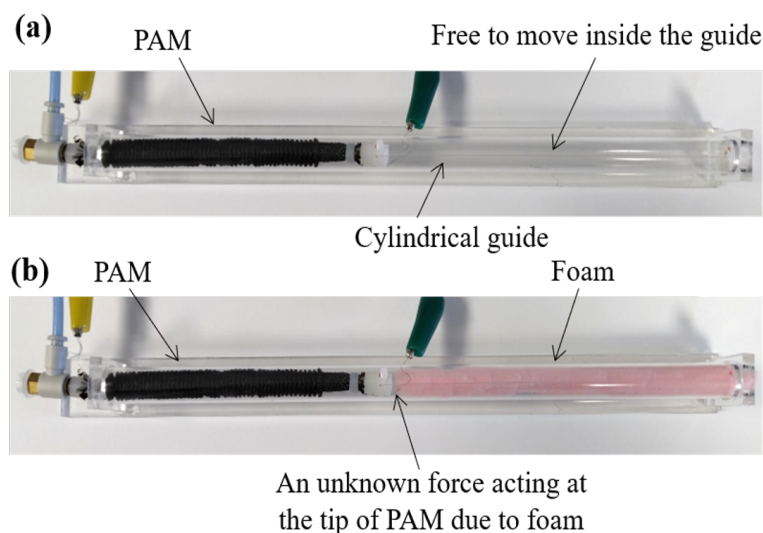 (a)
PAM
Free to move inside the guide
Cylindrical guide
(b)
PAM
Foam
An unknown force acting at
the tip of PAM due to foam